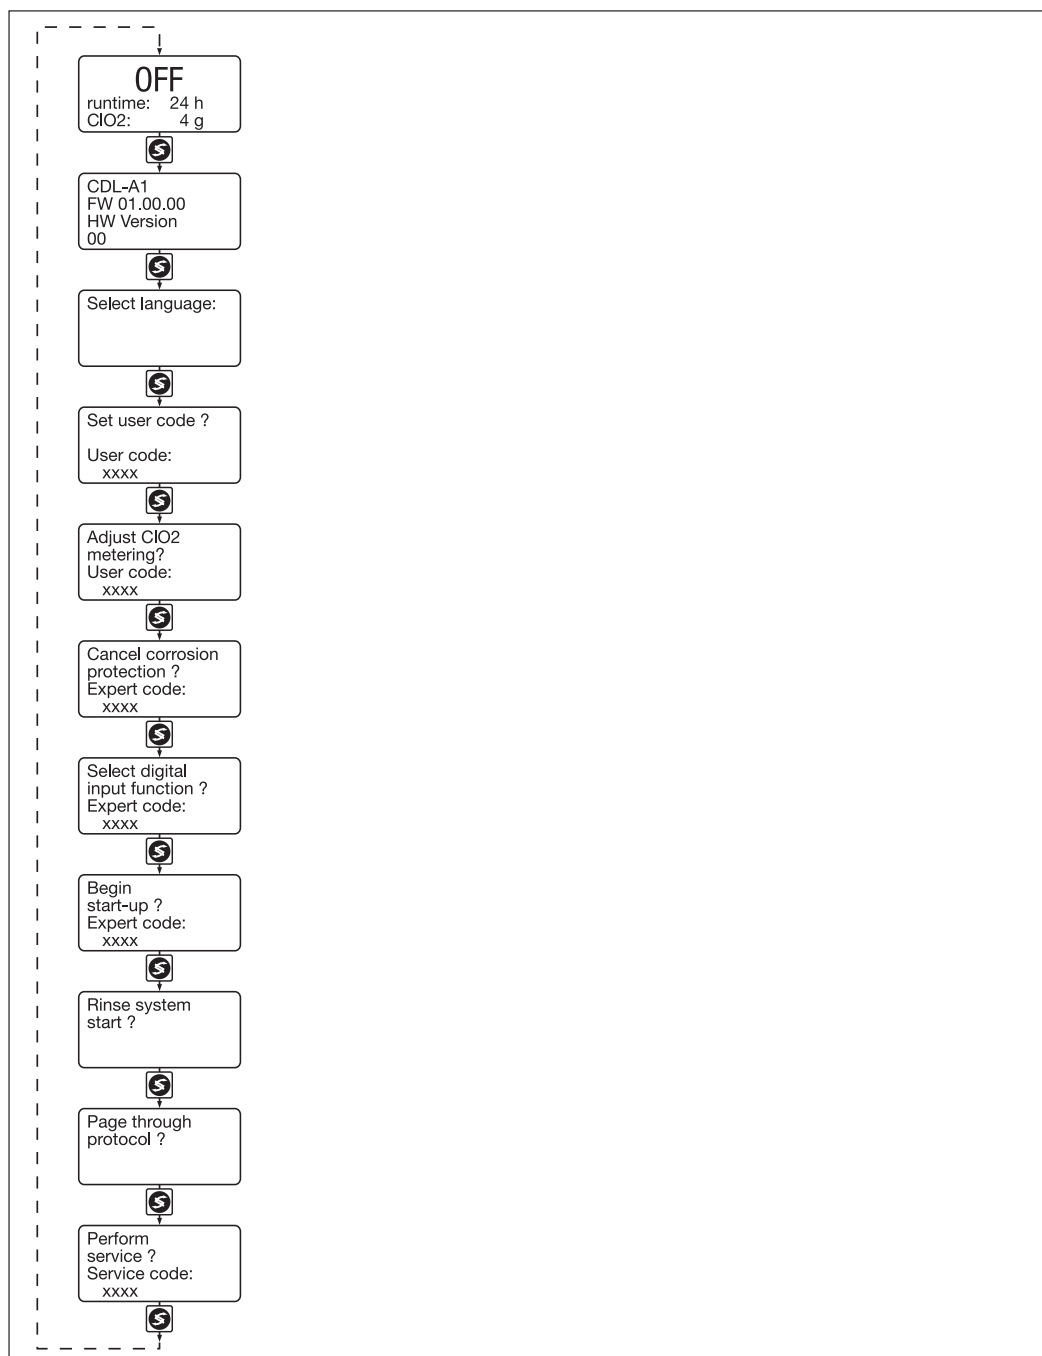 OFF
runtime: 24 h
ClO2: 4 g
CDL-A1
FW 01.00.00
HW Version
00
Select language:
Set user code ?
User code:
xxxx
Adjust ClO2
metering?
User code:
xxxx
Cancel corrosion
protection ?
Expert code:
xxxx
Select digital
input function ?
Expert code:
xxxx
Begin
start-up ?
Expert code:
xxxx
Rinse system
start ?
Page through
protocol ?
Perform
service ?
Service code:
xxxx